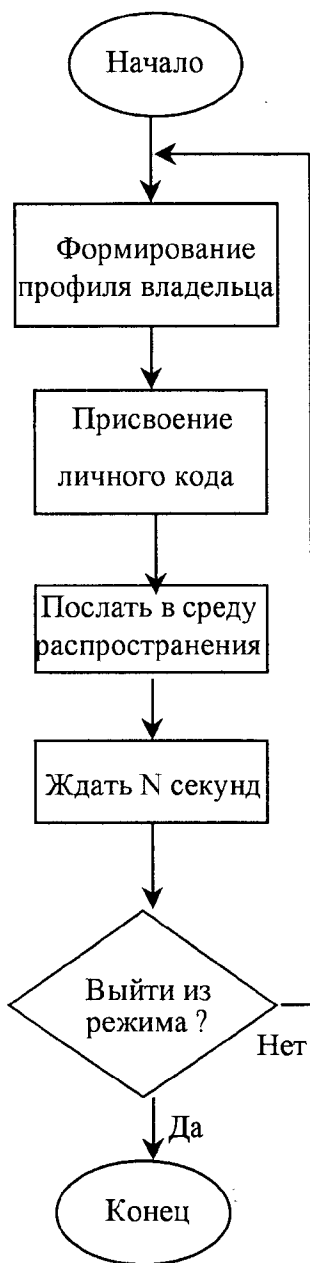 Начало
Формирование
профиля владельца
Присвоение
личного кода
Послать в среду
распространения
Ждать N секунд
Выйти из
режима ?
Нет
Да
Конец